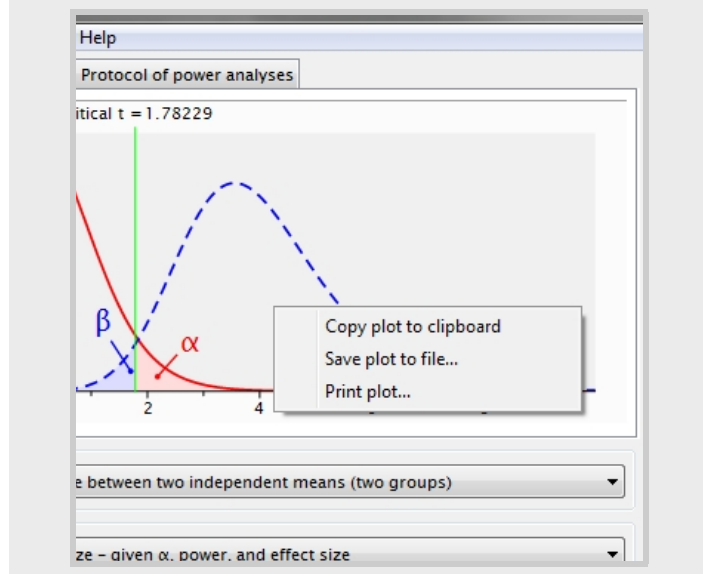 Help
Protocol of power analyses
itical t = 1.78229
β
α
Copy plot to clipboard
Save plot to file...
Print plot...
2
4
e between two independent means (two groups)
ze – given α, power, and effect size